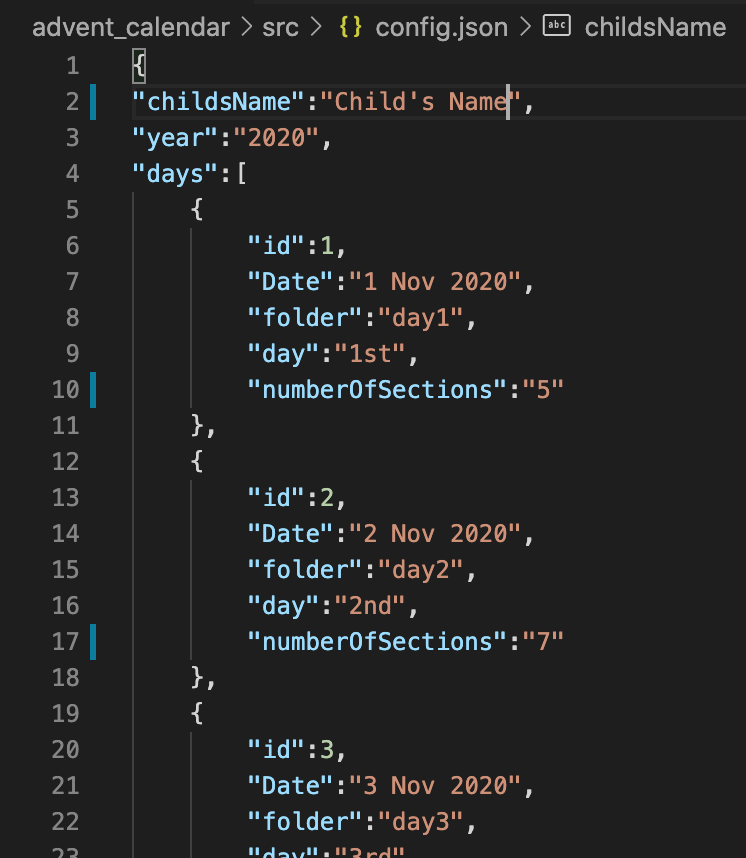 advent_calendar > src > {} config.json > abc childsName
1 {
2 "childsName":"Child's Name",
3 "year":"2020",
4 "days":[
5 {
6 "id":1,
7 "Date":"1 Nov 2020",
8 "folder":"day1",
9 "day":"1st",
10 "numberOfSections":"5"
11 },
12 {
13 "id":2,
14 "Date":"2 Nov 2020",
15 "folder":"day2",
16 "day":"2nd",
17 "numberOfSections":"7"
18 },
19 {
20 "id":3,
21 "Date":"3 Nov 2020",
22 "folder":"day3",
23 "day":"3rd"